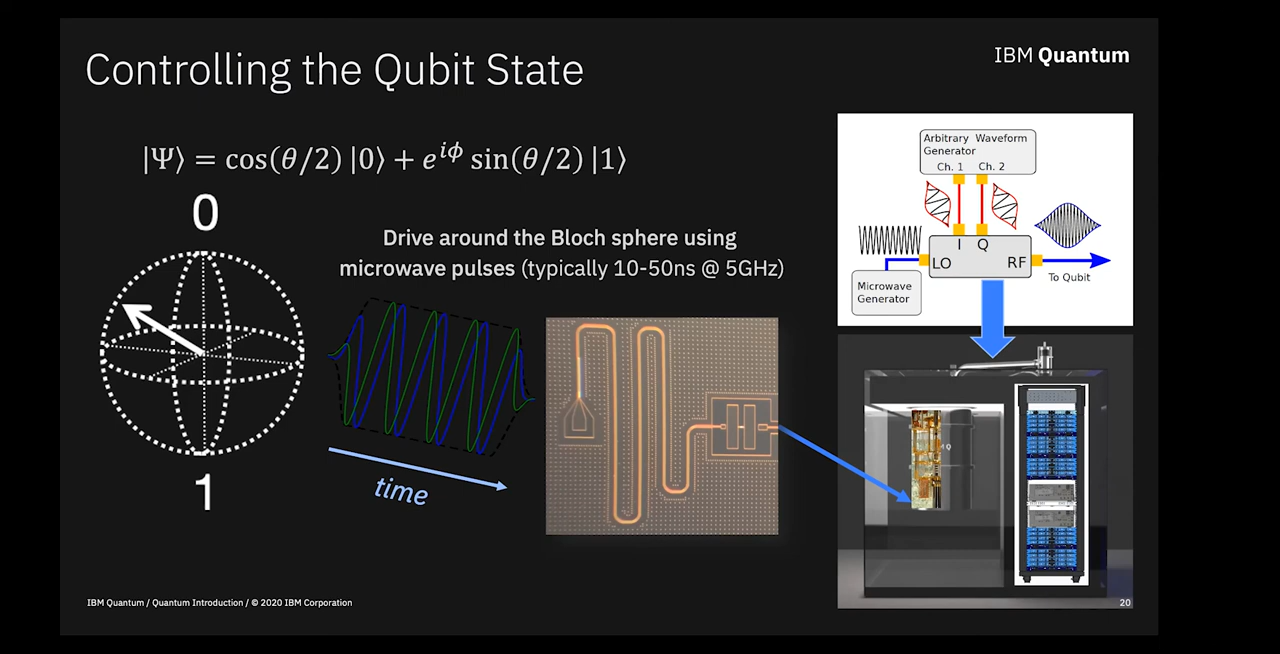 Controlling the Qubit State
IBM Quantum
|Ψ⟩ = cos(θ/2) |0⟩ + e^{iϕ} sin(θ/2) |1⟩
0
1
Drive around the Bloch sphere using
microwave pulses (typically 10-50ns @ 5GHz)
time
Arbitrary Waveform
Generator
Ch. 1 Ch. 2
I Q
LO RF
To Qubit
Microwave
Generator
IBM Quantum / Quantum Introduction / © 2020 IBM Corporation
20